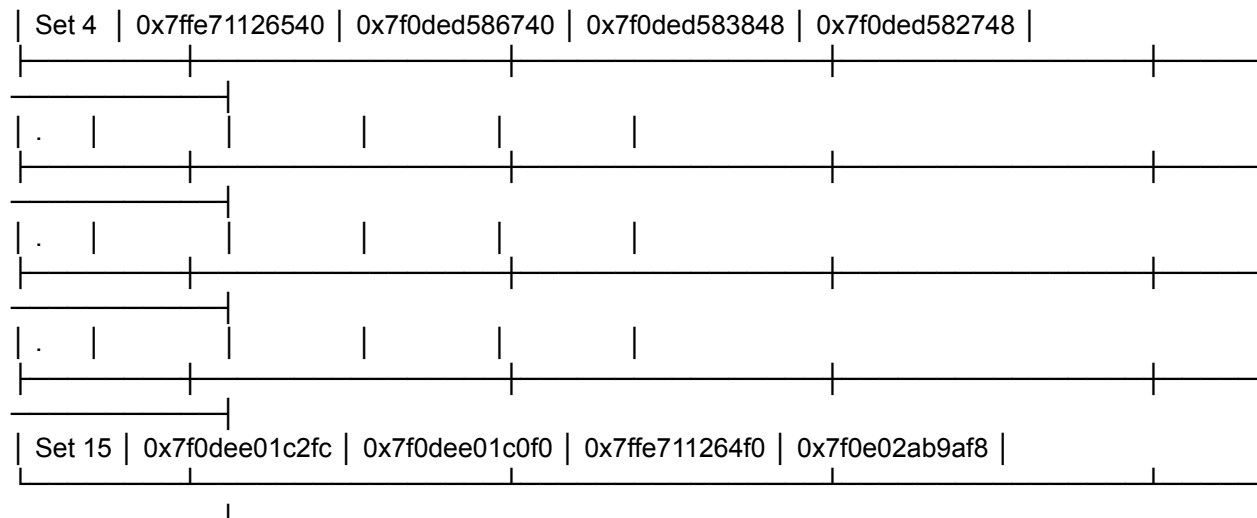 │ Set 4 │ 0x7ffe71126540 │ 0x7f0ded586740 │ 0x7f0ded583848 │ 0x7f0ded582748 │
│ . │ │ │ │ │
│ . │ │ │ │ │
│ . │ │ │ │ │
│ Set 15 │ 0x7f0dee01c2fc │ 0x7f0dee01c0f0 │ 0x7ffe711264f0 │ 0x7f0e02ab9af8 │